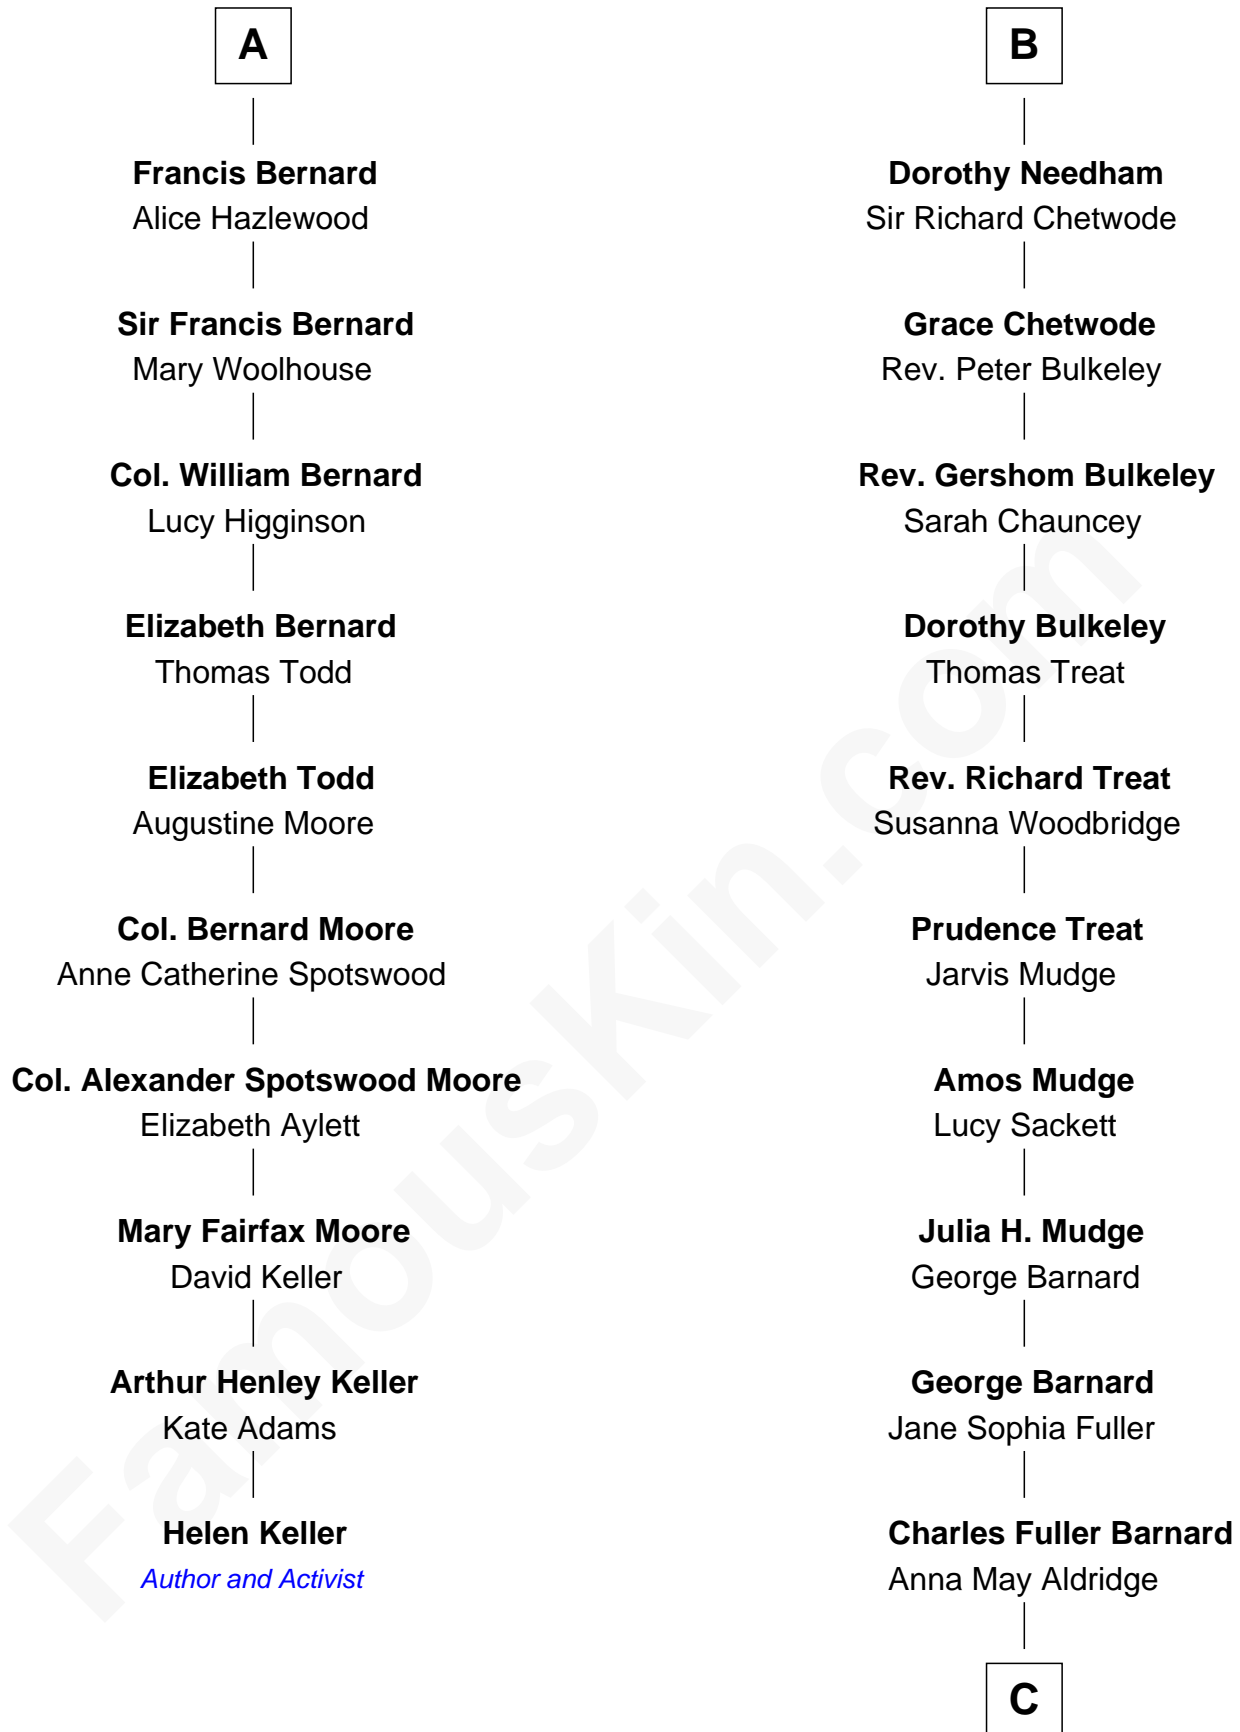 A
Francis Bernard
Alice Hazlewood
Sir Francis Bernard
Mary Woolhouse
Col. William Bernard
Lucy Higginson
Elizabeth Bernard
Thomas Todd
Elizabeth Todd
Augustine Moore
Col. Bernard Moore
Anne Catherine Spotswood
Col. Alexander Spotswood Moore
Elizabeth Aylett
Mary Fairfax Moore
David Keller
Arthur Henley Keller
Kate Adams
Helen Keller
Author and Activist
B
Dorothy Needham
Sir Richard Chetwode
Grace Chetwode
Rev. Peter Bulkeley
Rev. Gershom Bulkeley
Sarah Chauncey
Dorothy Bulkeley
Thomas Treat
Rev. Richard Treat
Susanna Woodbridge
Prudence Treat
Jarvis Mudge
Amos Mudge
Lucy Sackett
Julia H. Mudge
George Barnard
George Barnard
Jane Sophia Fuller
Charles Fuller Barnard
Anna May Aldridge
C
FamousKin.com